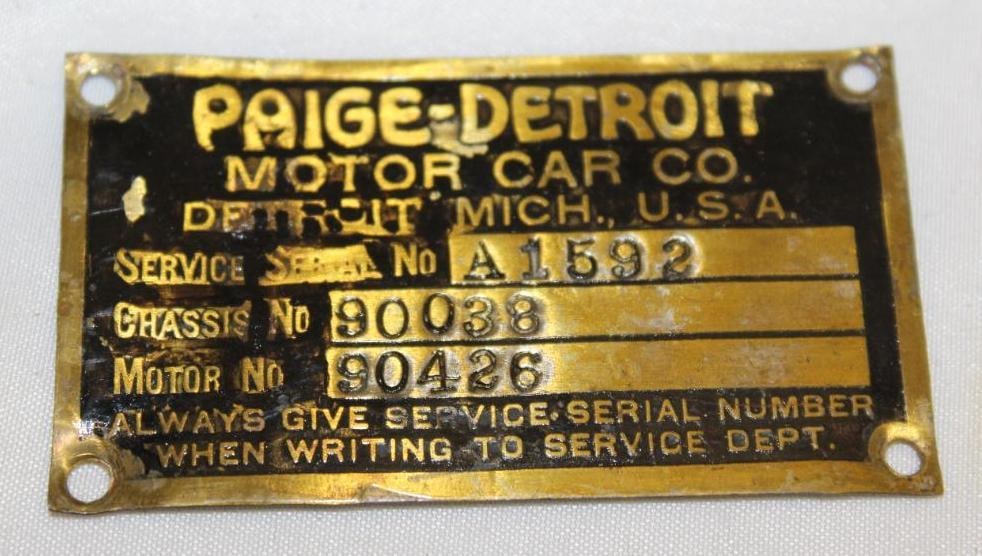 PAIGE-DETROIT
MOTOR CAR CO.
DETROIT MICH., U.S.A.
SERVICE SERIAL NO A1592
CHASSIS NO 90038
MOTOR NO 90426
ALWAYS GIVE SERVICE-SERIAL NUMBER
WHEN WRITING TO SERVICE DEPT.